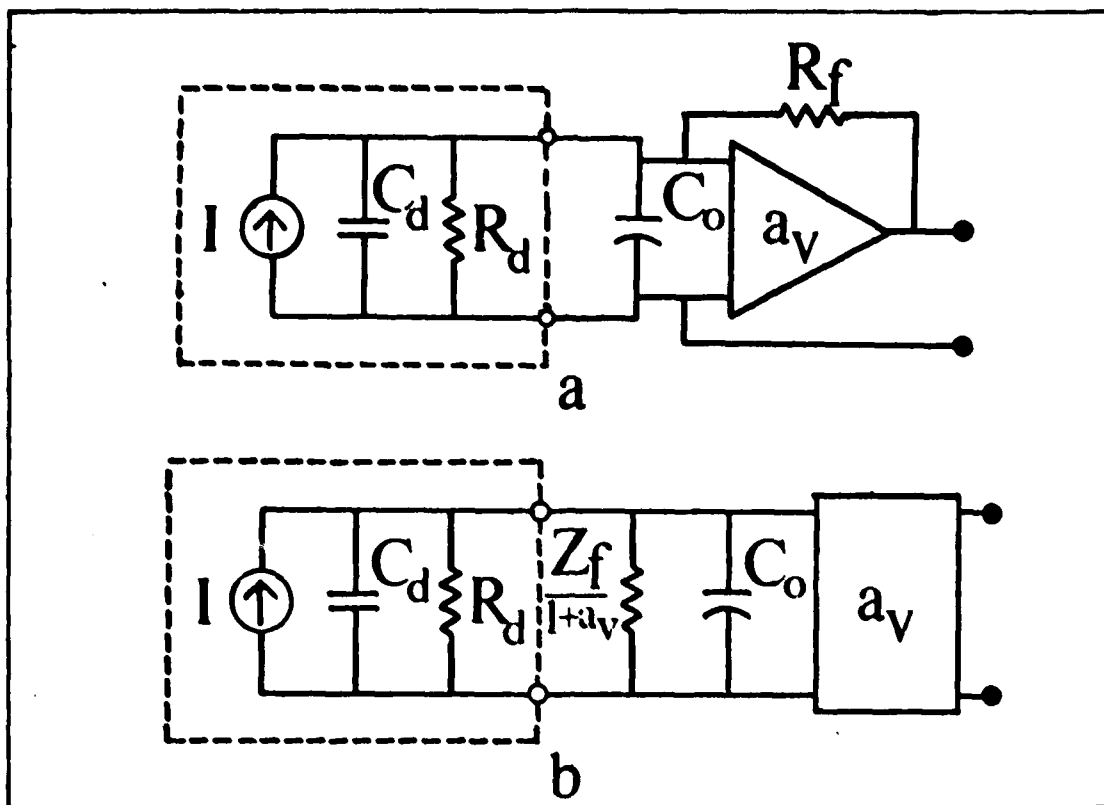 R_f
I C_d R_d C_o a_v
a
I C_d R_d Z_f/1+a_v C_o a_v
b